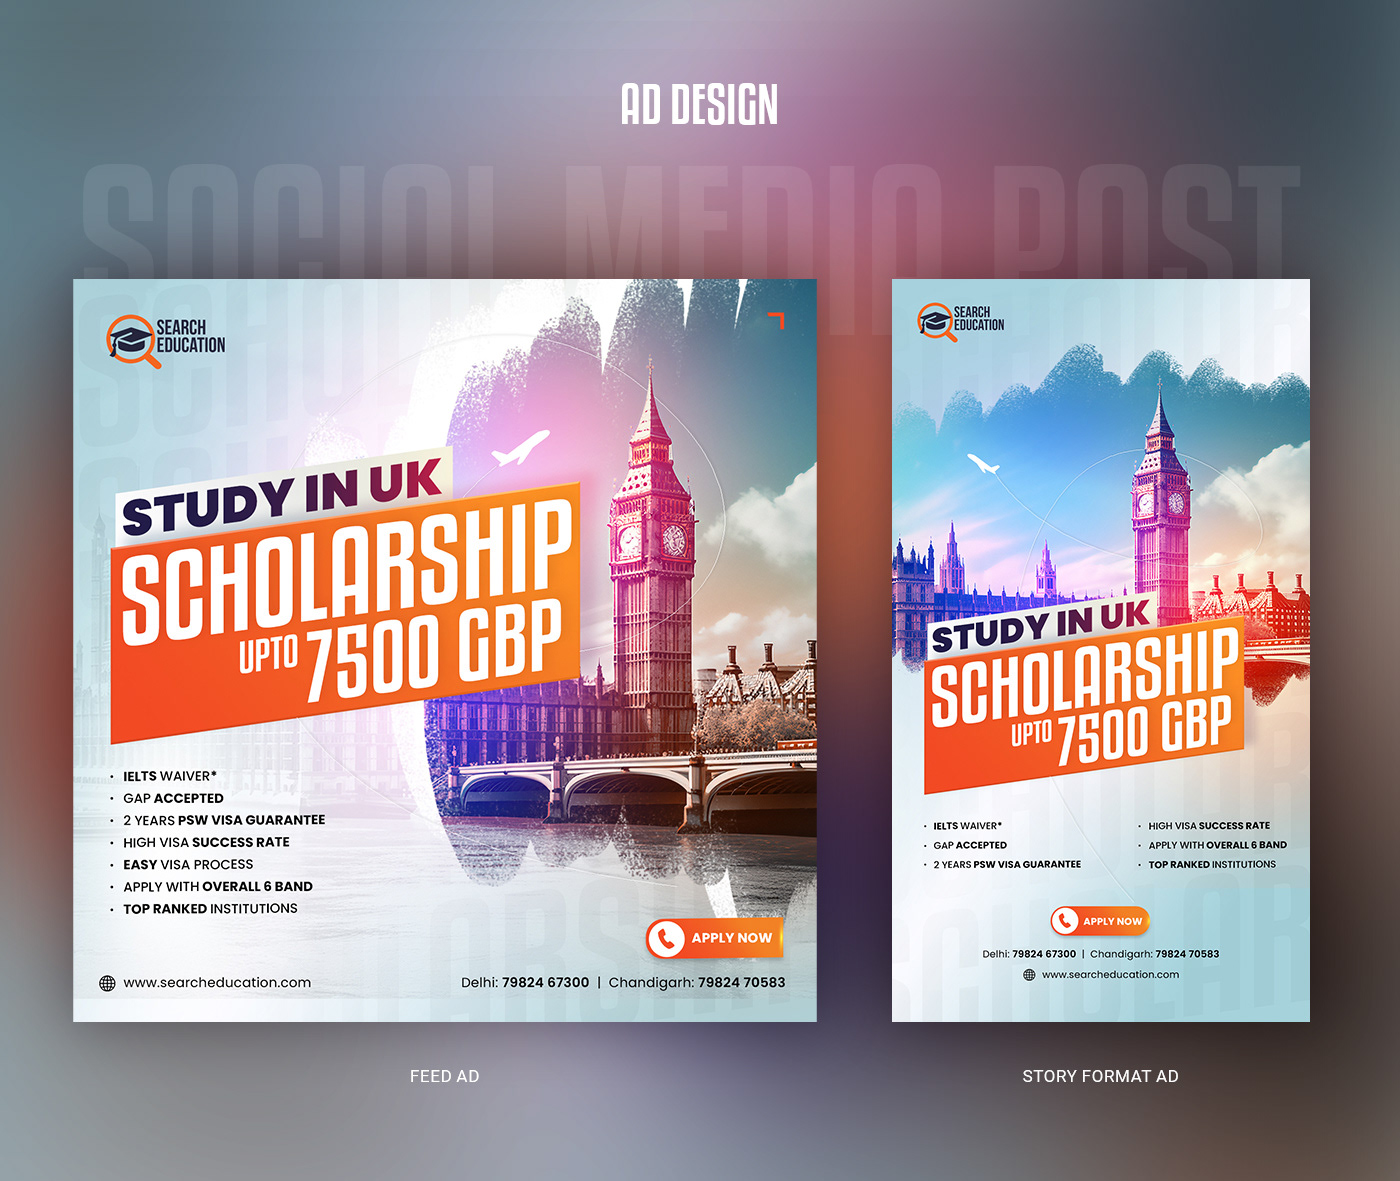 AD DESIGN
SOCIAL MEDIA POST
SEARCH
EDUCATION
STUDY IN UK
SCHOLARSHIP
UPTO 7500 GBP
• IELTS WAIVER*
• GAP ACCEPTED
• 2 YEARS PSW VISA GUARANTEE
• HIGH VISA SUCCESS RATE
• EASY VISA PROCESS
• APPLY WITH OVERALL 6 BAND
• TOP RANKED INSTITUTIONS
APPLY NOW
www.searcheducation.com
Delhi: 79824 67300 | Chandigarh: 79824 70583
FEED AD
SEARCH
EDUCATION
STUDY IN UK
SCHOLARSHIP
UPTO 7500 GBP
• IELTS WAIVER*
• GAP ACCEPTED
• 2 YEARS PSW VISA GUARANTEE
• HIGH VISA SUCCESS RATE
• APPLY WITH OVERALL 6 BAND
• TOP RANKED INSTITUTIONS
APPLY NOW
Delhi: 79824 67300 | Chandigarh: 79824 70583
www.searcheducation.com
STORY FORMAT AD